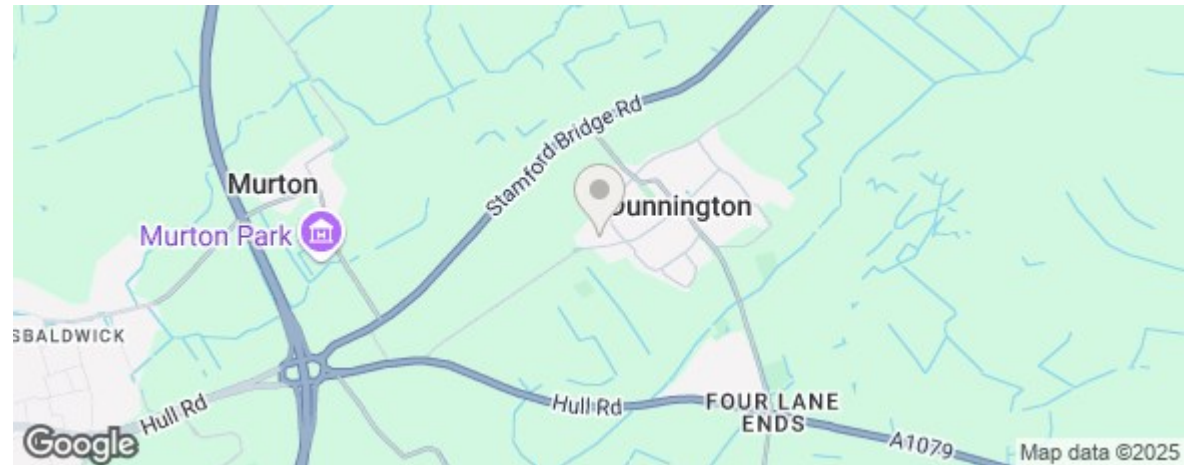 Stamford Bridge Rd
Murton
Dunnington
Murton Park
SBALDWICK
Hull Rd
Hull Rd
FOUR LANE
ENDS
A1079
Google
Map data ©2025